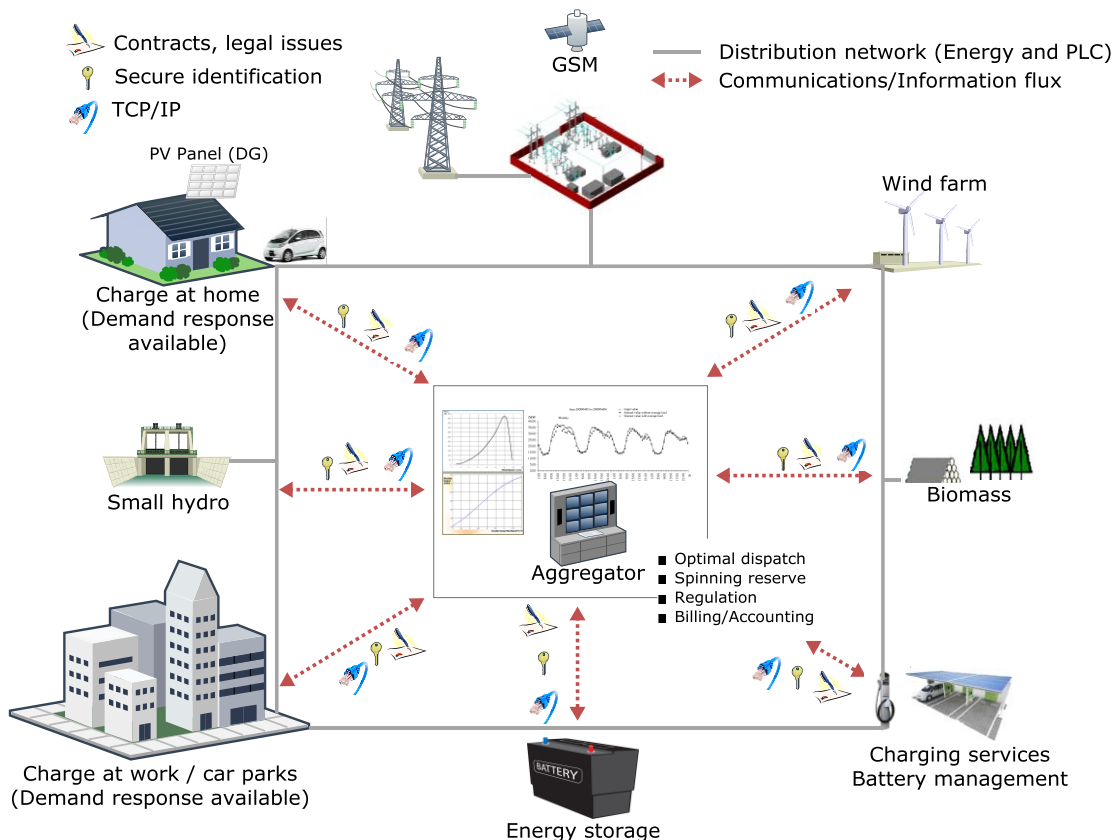 Contracts, legal issues
Secure identification
TCP/IP
GSM
Distribution network (Energy and PLC)
Communications/Information flux
PV Panel (DG)
Wind farm
Charge at home
(Demand response
available)
Small hydro
Biomass
Aggregator
Optimal dispatch
Spinning reserve
Regulation
Billing/Accounting
Charge at work / car parks
(Demand response available)
BATTERY
Energy storage
Charging services
Battery management